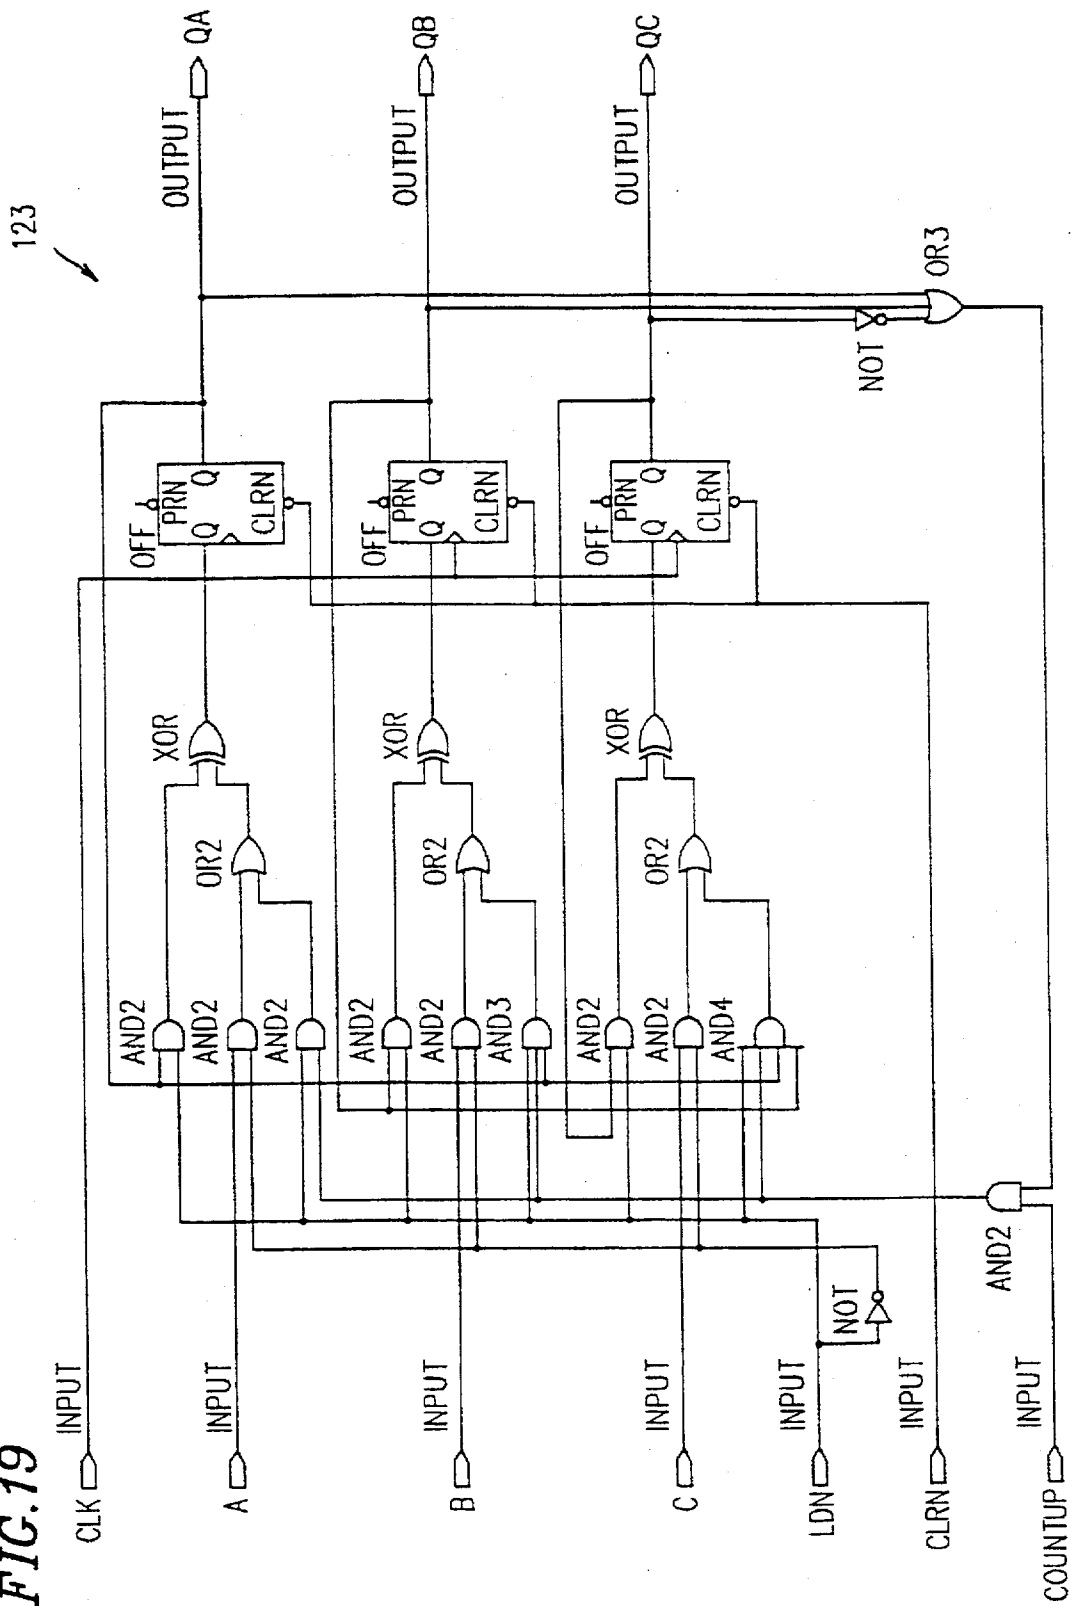 FIG.19
123
CLK
INPUT
A
INPUT
B
INPUT
C
INPUT
LDN
INPUT
CLRN
INPUT
COUNTUP
INPUT
NOT
AND2
AND2
AND2
AND2
AND2
AND2
AND3
AND2
AND2
AND4
OR2
OR2
OR2
XOR
XOR
XOR
OFF
PRN
Q
Q
CLRN
OFF
PRN
Q
Q
CLRN
OFF
PRN
Q
Q
CLRN
NOT
OR3
OUTPUT
QA
OUTPUT
QB
OUTPUT
QC